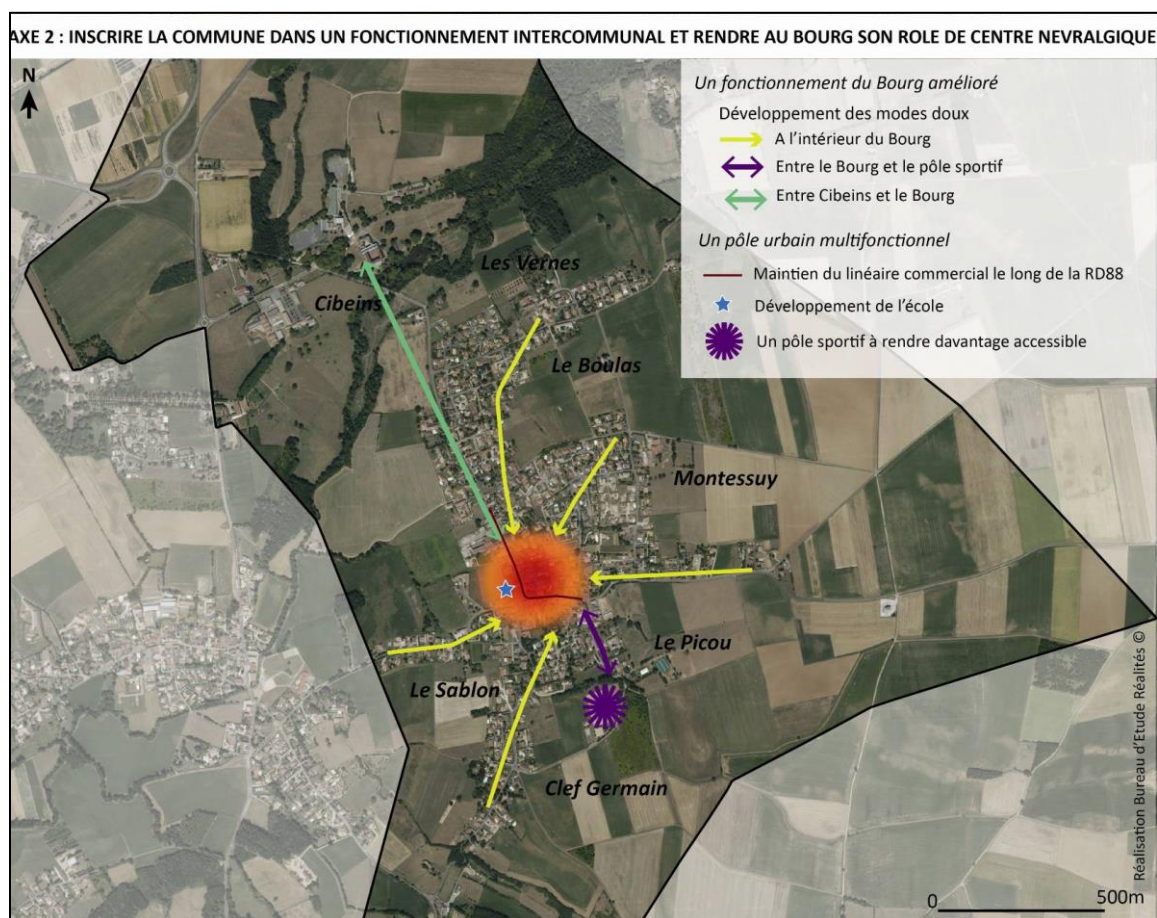 AXE 2 : INSCRIRE LA COMMUNE DANS UN FONCTIONNEMENT INTERCOMMUNAL ET RENDRE AU BOURG SON ROLE DE CENTRE NEVRALGIQUE
N
Un fonctionnement du Bourg amélioré
Développement des modes doux
A l'intérieur du Bourg
Entre le Bourg et le pôle sportif
Entre Cibeins et le Bourg
Un pôle urbain multifonctionnel
Maintien du linéaire commercial le long de la RD88
Développement de l'école
Un pôle sportif à rendre davantage accessible
Les Vernes
Cibeins
Le Boulas
Montessuy
Le Picou
Le Sablon
Clef Germain
Réalisation Bureau d'Etude Réalités ©
0 500m